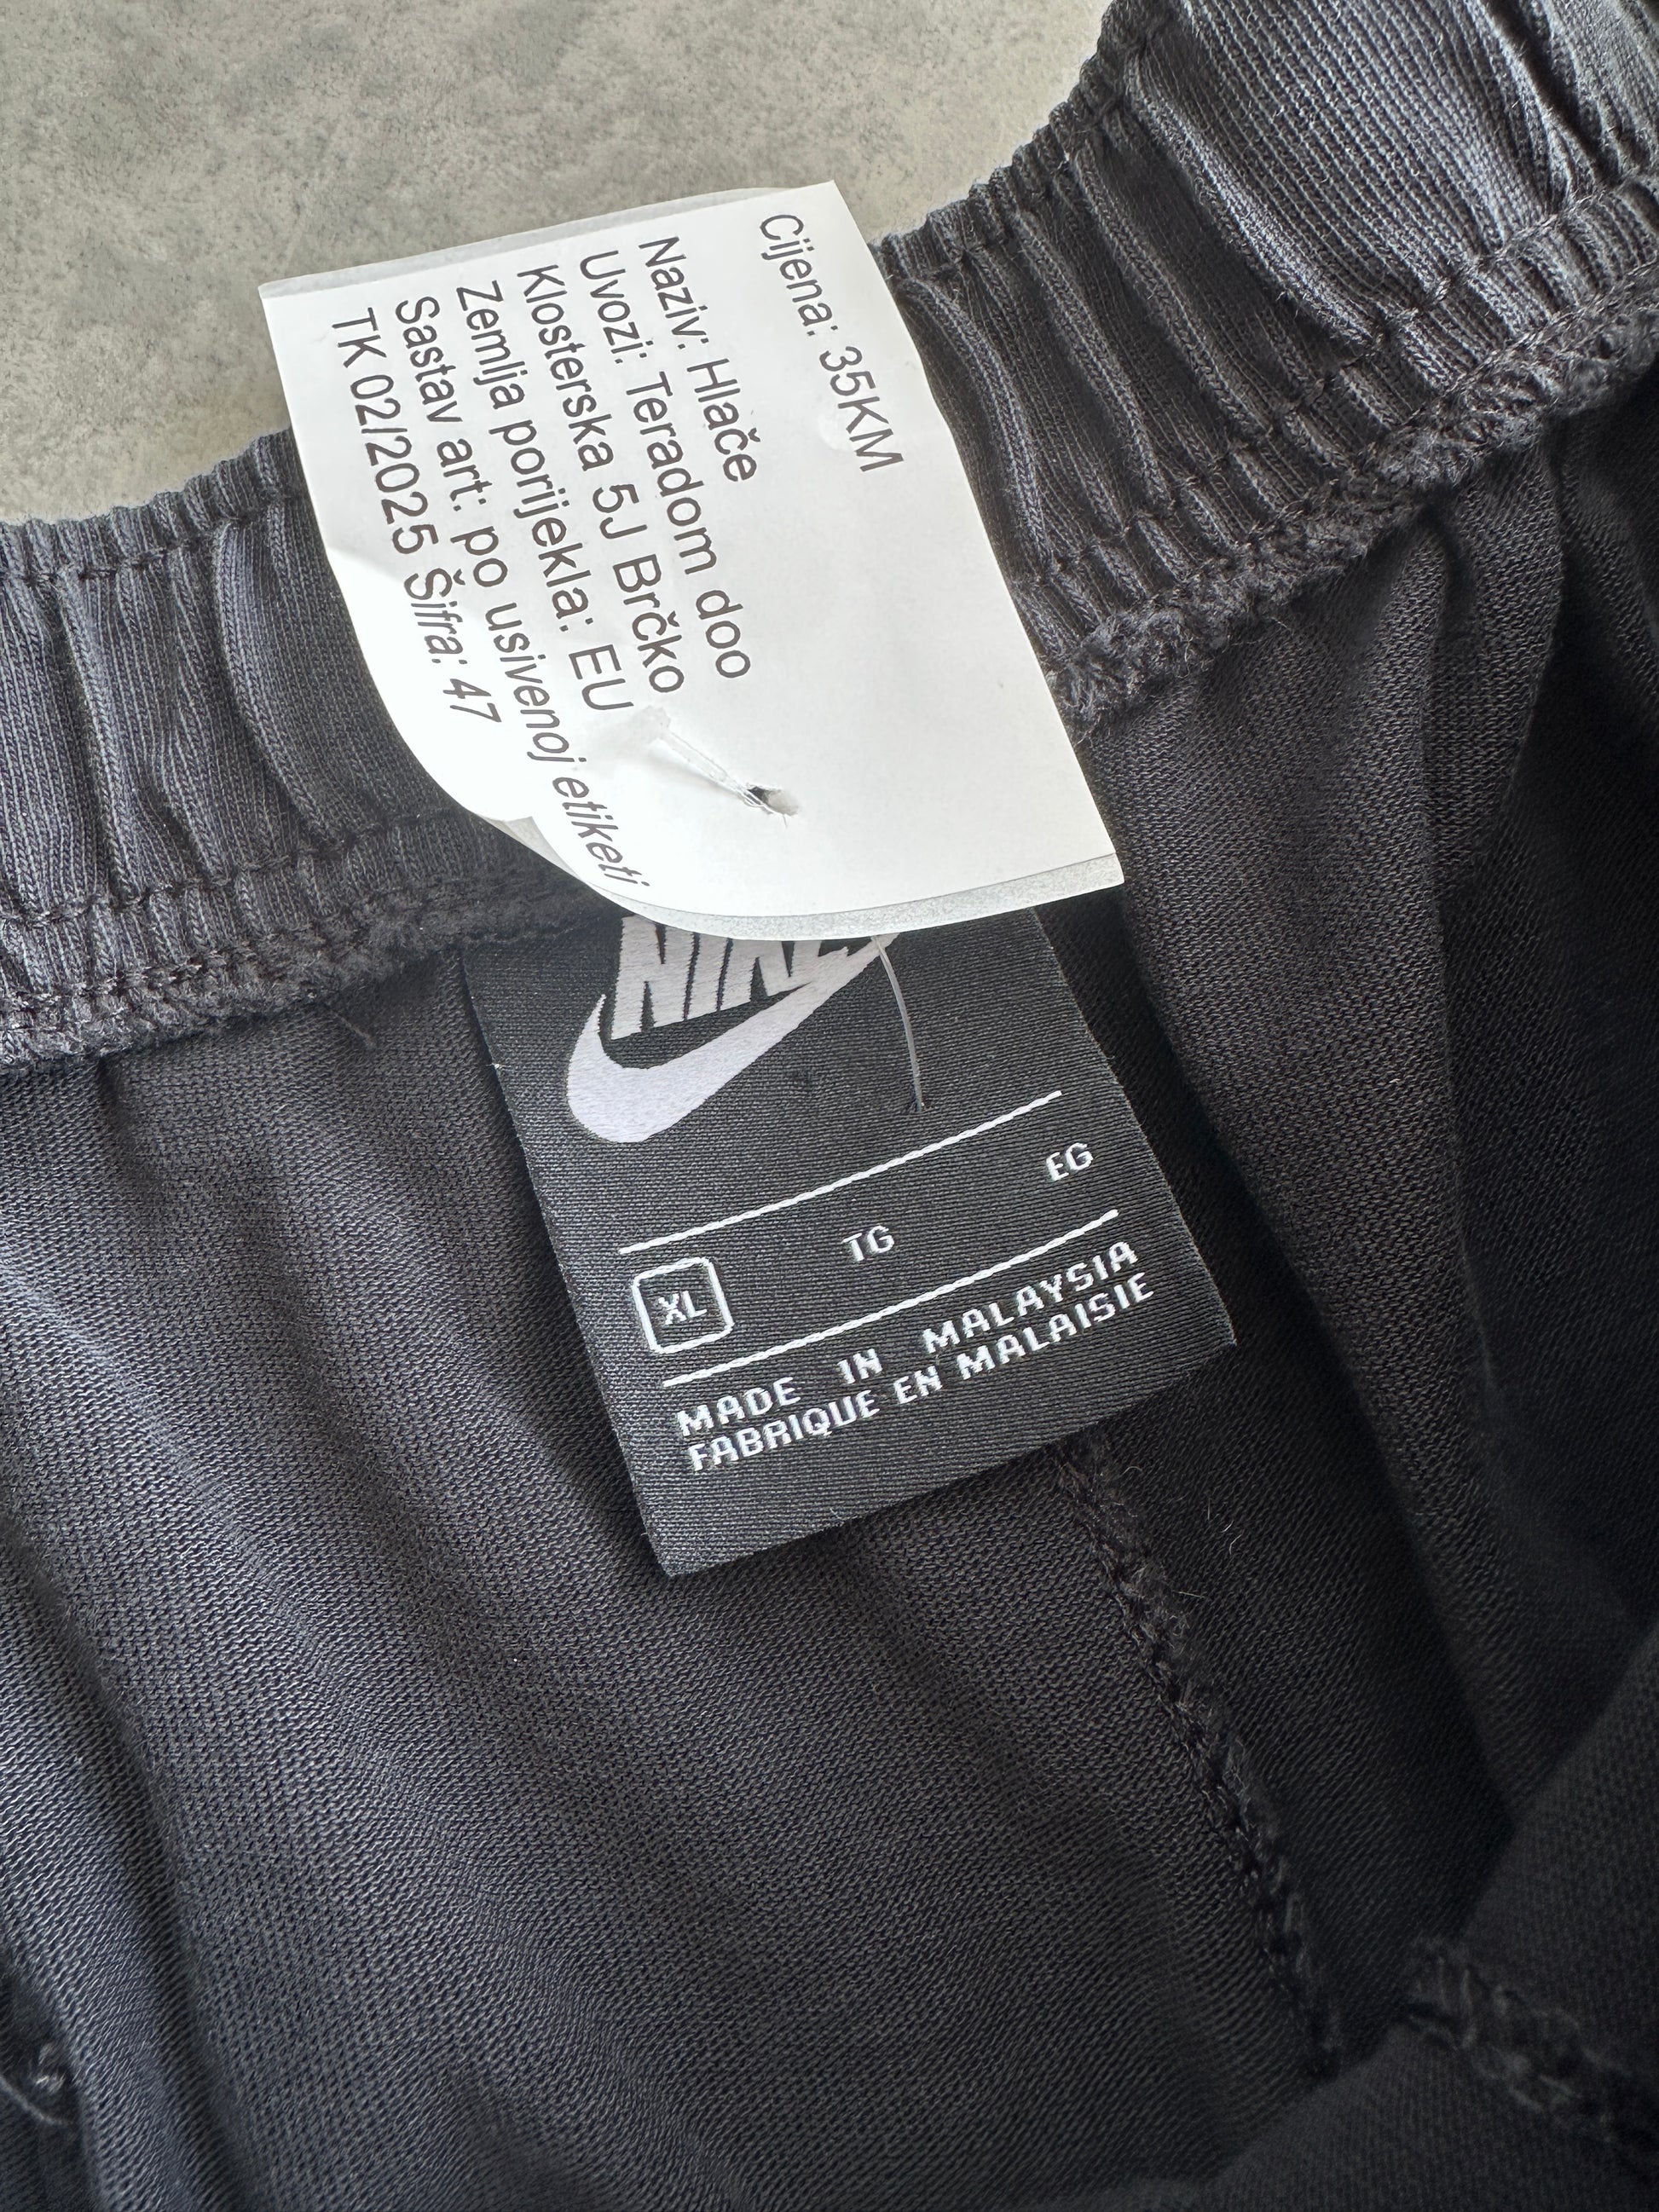 Cijena: 35KM
Naziv: Hlače
Uvozi: Teradom doo
Klosterska 5J Brčko
Zemlja porijekla: EU
Sastav art: po usivenoj etiketi
TK 02/2025 Šifra: 47
NIKE
EG
TG
XL
MADE IN MALAYSIA
FABRIQUE EN MALAISIE